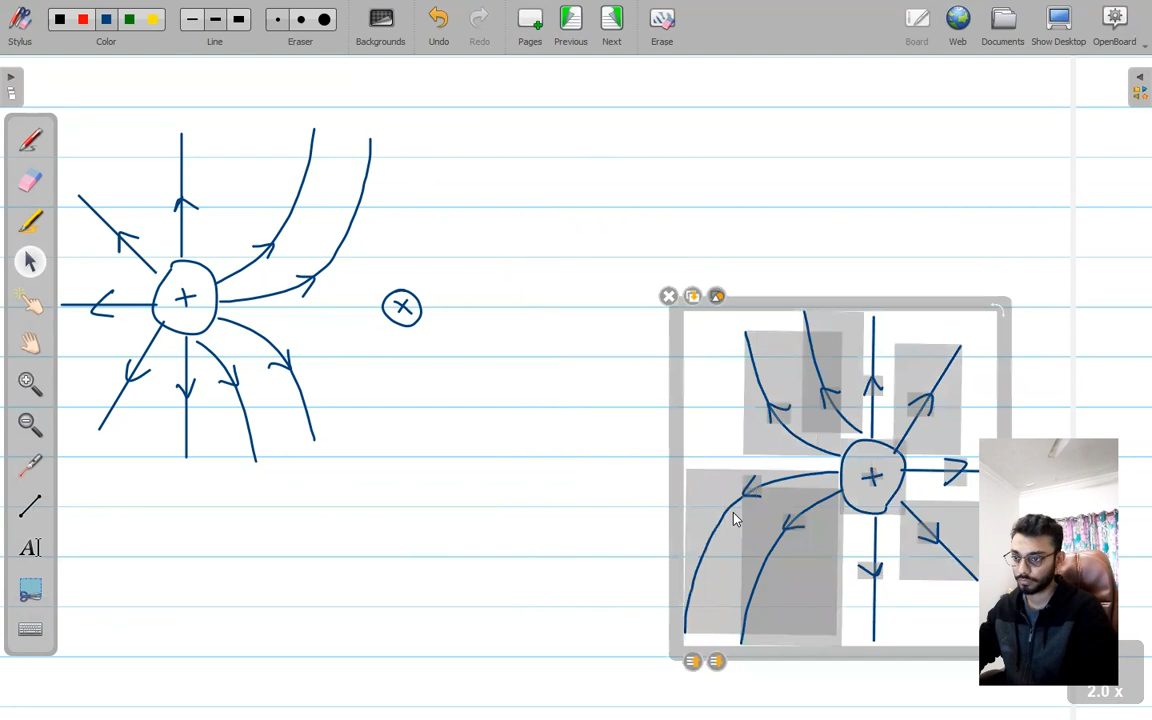 Stylus
Color
Line
Eraser
Backgrounds
Undo
Redo
Pages
Previous
Next
Erase
Board
Web
Documents
Show Desktop
OpenBoard
+
×
+
A
2.0 x